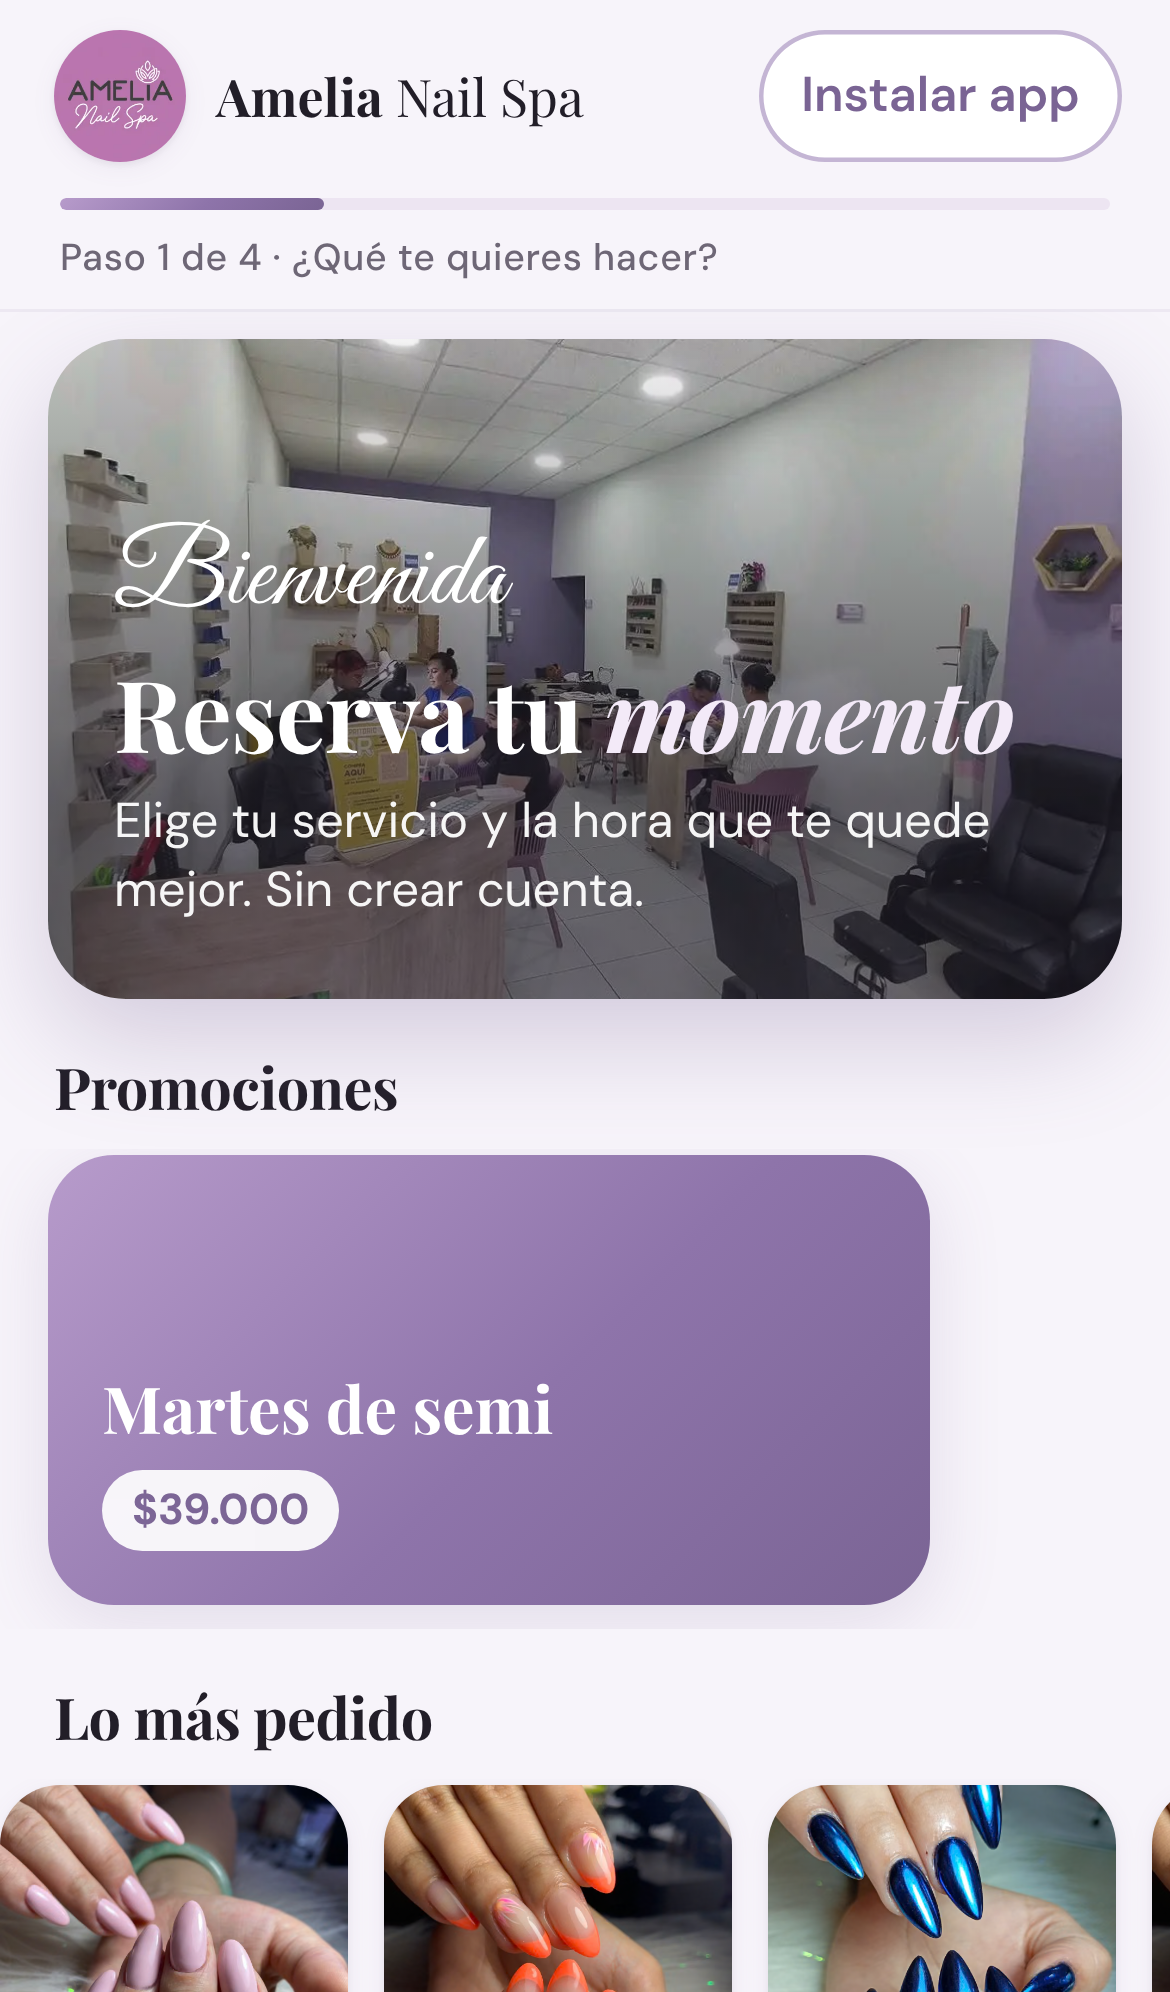 AMELIA
Nail Spa
Amelia Nail Spa
Instalar app
Paso 1 de 4 · ¿Qué te quieres hacer?
Bienvenida
Reserva tu momento
AQUI
Elige tu servicio y la hora que te quede
mejor. Sin crear cuenta.
Promociones
Martes de semi
$39.000
Lo más pedido